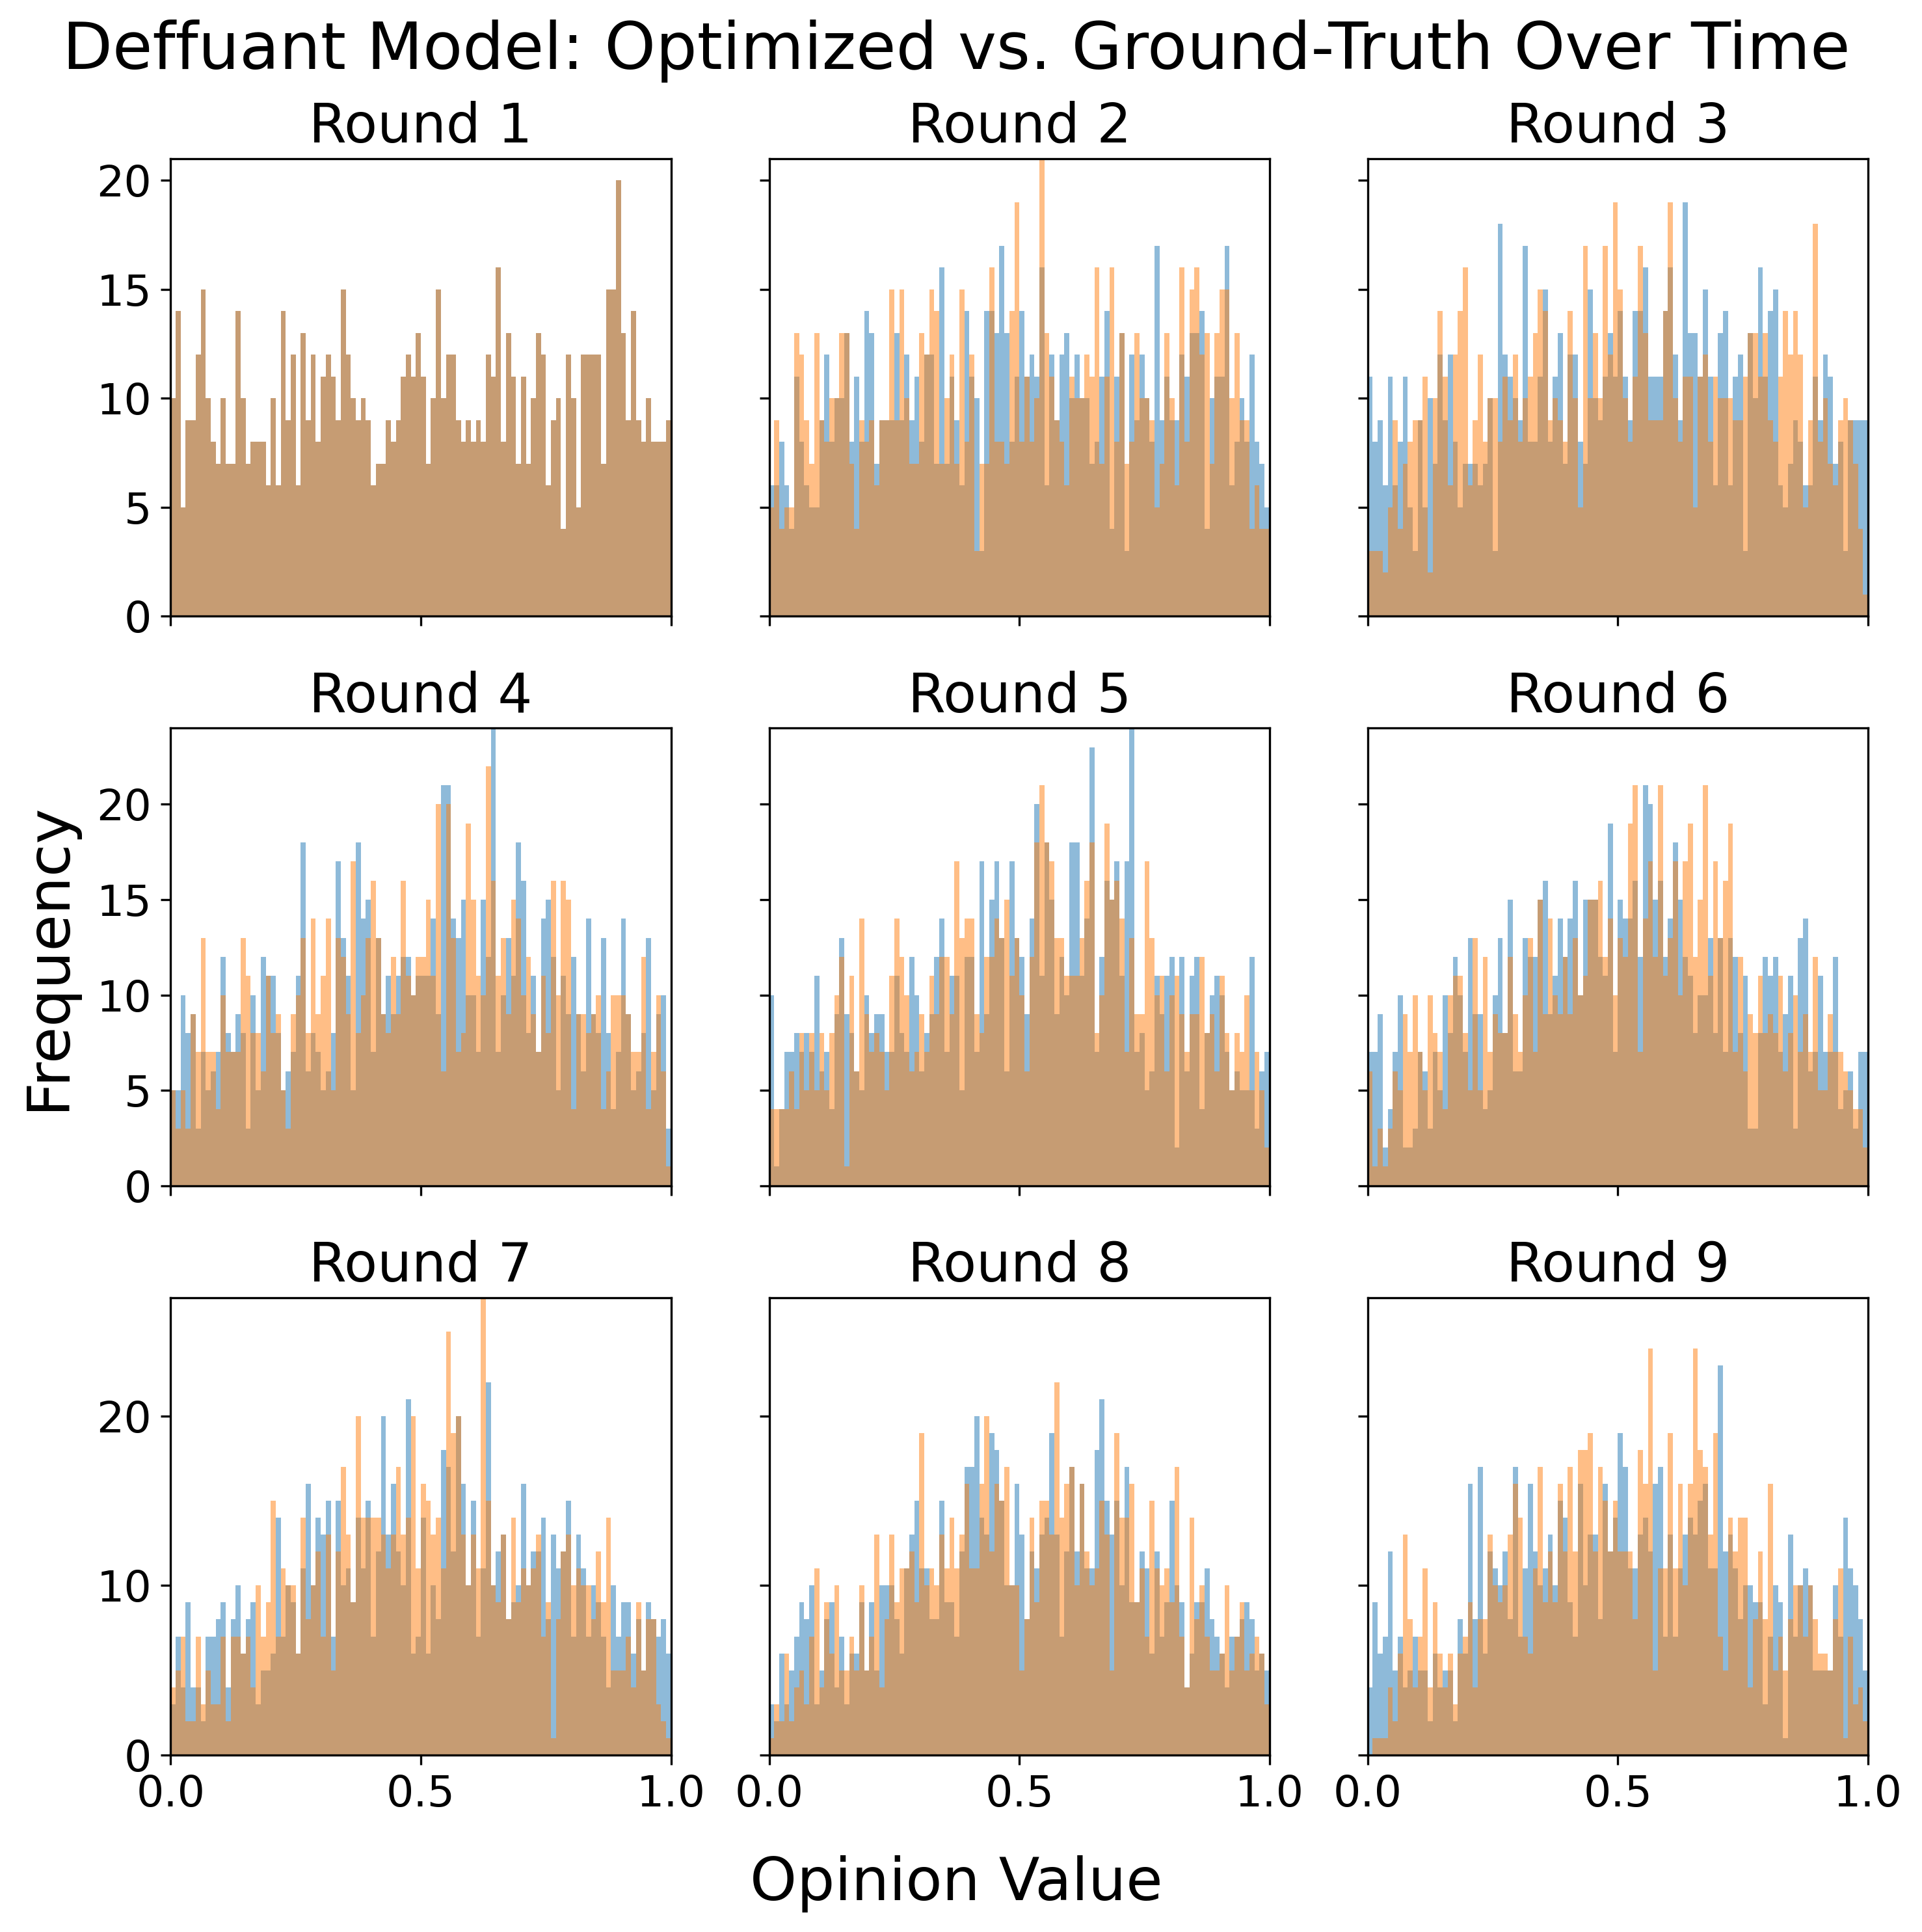 Deffuant Model: Optimized vs. Ground-Truth Over Time
Round 1
Round 2
Round 3
20
15
10
5
0
Round 4
Round 5
Round 6
20
15
10
5
0
Frequency
Round 7
Round 8
Round 9
20
10
0
0.0 0.5 1.0
0.0 0.5 1.0
0.0 0.5 1.0
Opinion Value